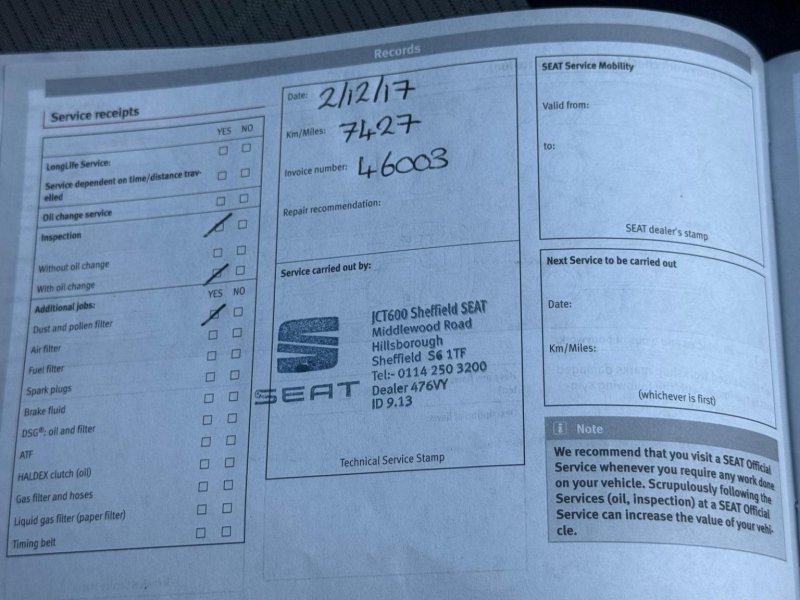 Records
Service receipts
YES NO
LongLife Service:
Service dependent on time/distance trav-
elled
Oil change service
Inspection
Without oil change
With oil change
Additional jobs:
YES NO
Dust and pollen filter
Air filter
Fuel filter
Spark plugs
Brake fluid
DSG®: oil and filter
ATF
HALDEX clutch (oil)
Gas filter and hoses
Liquid gas filter (paper filter)
Timing belt
Date: 2/12/17
Km/Miles: 7427
Invoice number: 46003
Repair recommendation:
Service carried out by:
SEAT
JCT600 Sheffield SEAT
Middlewood Road
Hillsborough
Sheffield S6 1TF
Tel:- 0114 250 3200
Dealer 476VY
ID 9.13
Technical Service Stamp
SEAT Service Mobility
Valid from:
to:
SEAT dealer's stamp
Next Service to be carried out
Date:
Km/Miles:
(whichever is first)
i Note
We recommend that you visit a SEAT Official
Service whenever you require any work done
on your vehicle. Scrupulously following the
Services (oil, inspection) at a SEAT Official
Service can increase the value of your vehi-
cle.